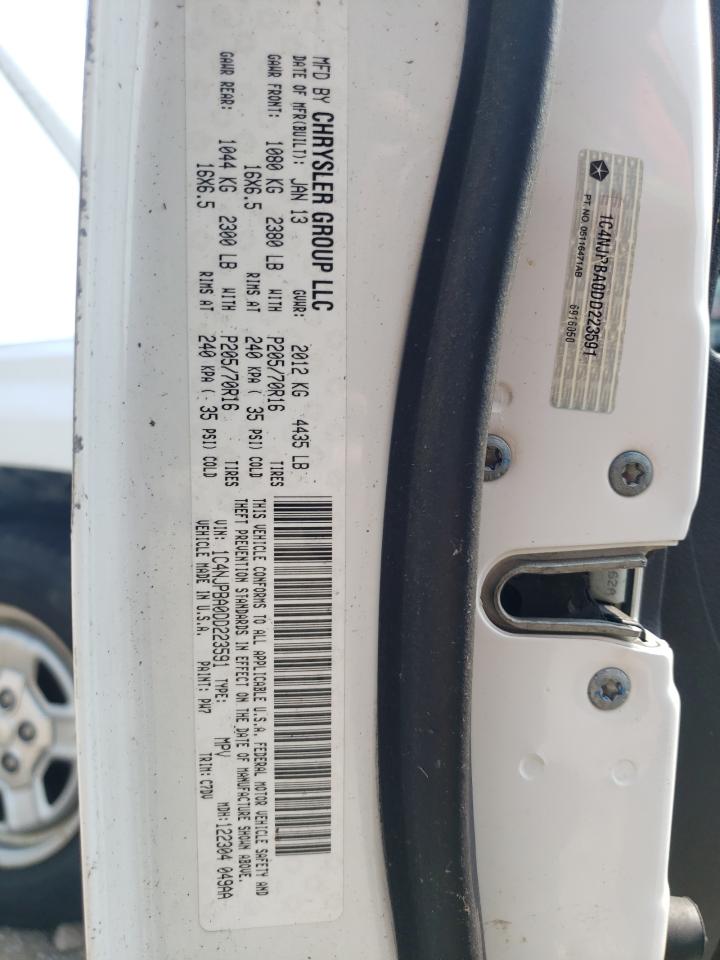 MFD BY CHRYSLER GROUP LLC
DATE OF MFR(BUILT): JAN 13 GVWR: 2012 KG 4435 LB
GAWR FRONT: 1080 KG 2380 LB WITH P205/70R16 TIRES
16X6.5 RIMS AT 240 KPA ( 35 PSI) COLD
GAWR REAR: 1044 KG 2300 LB WITH P205/70R16 TIRES
16X6.5 RIMS AT 240 KPA ( 35 PSI) COLD
THIS VEHICLE CONFORMS TO ALL APPLICABLE U.S.A. FEDERAL MOTOR VEHICLE SAFETY AND
THEFT PREVENTION STANDARDS IN EFFECT ON THE DATE OF MANUFACTURE SHOWN ABOVE.
VIN: 1C4NJPBA0DD223591 TYPE: MPV MDH:122304 049AA
VEHICLE MADE IN U.S.A. PAINT: PW7 TRIM: C7DV
1C4NJPBA0DD223591
PT. NO. 05116471AB 6916050
62A